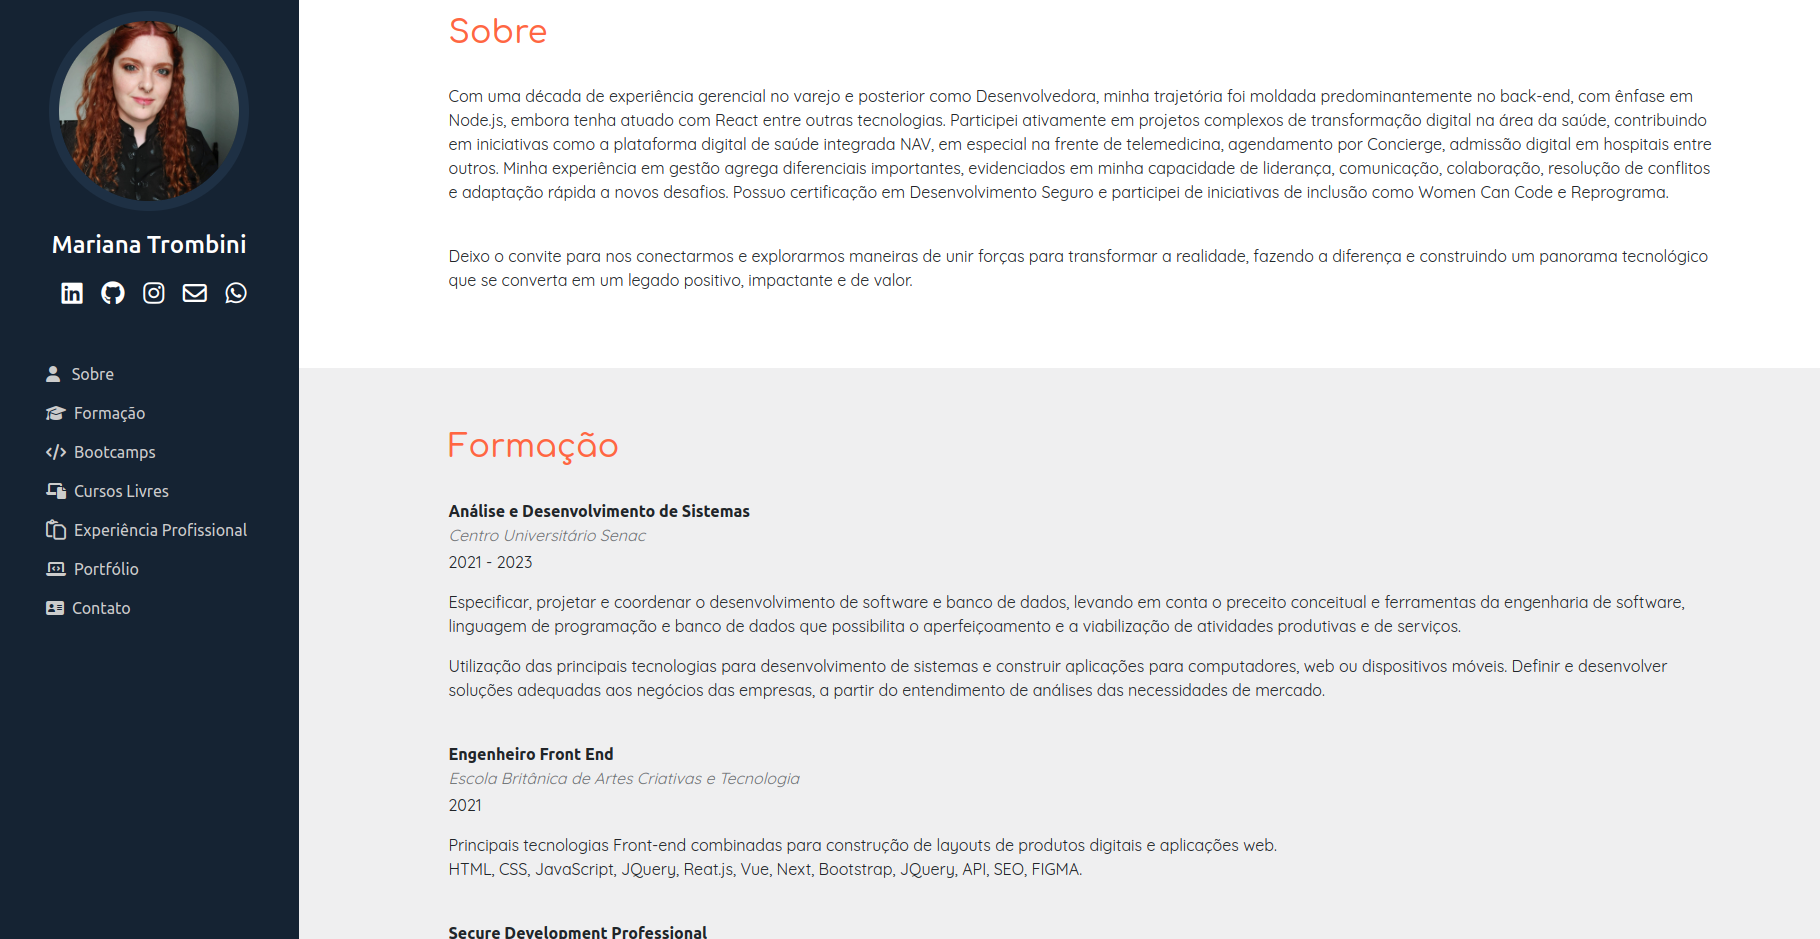 Mariana Trombini
Sobre
Formação
Bootcamps
Cursos Livres
Experiência Profissional
Portfólio
Contato
Sobre
Com uma década de experiência gerencial no varejo e posterior como Desenvolvedora, minha trajetória foi moldada predominantemente no back-end, com ênfase em
Node.js, embora tenha atuado com React entre outras tecnologias. Participei ativamente em projetos complexos de transformação digital na área da saúde, contribuindo
em iniciativas como a plataforma digital de saúde integrada NAV, em especial na frente de telemedicina, agendamento por Concierge, admissão digital em hospitais entre
outros. Minha experiência em gestão agrega diferenciais importantes, evidenciados em minha capacidade de liderança, comunicação, colaboração, resolução de conflitos
e adaptação rápida a novos desafios. Possuo certificação em Desenvolvimento Seguro e participei de iniciativas de inclusão como Women Can Code e Reprograma.
Deixo o convite para nos conectarmos e explorarmos maneiras de unir forças para transformar a realidade, fazendo a diferença e construindo um panorama tecnológico
que se converta em um legado positivo, impactante e de valor.
Formação
Análise e Desenvolvimento de Sistemas
Centro Universitário Senac
2021 - 2023
Especificar, projetar e coordenar o desenvolvimento de software e banco de dados, levando em conta o preceito conceitual e ferramentas da engenharia de software,
linguagem de programação e banco de dados que possibilita o aperfeiçoamento e a viabilização de atividades produtivas e de serviços.
Utilização das principais tecnologias para desenvolvimento de sistemas e construir aplicações para computadores, web ou dispositivos móveis. Definir e desenvolver
soluções adequadas aos negócios das empresas, a partir do entendimento de análises das necessidades de mercado.
Engenheiro Front End
Escola Britânica de Artes Criativas e Tecnologia
2021
Principais tecnologias Front-end combinadas para construção de layouts de produtos digitais e aplicações web.
HTML, CSS, JavaScript, JQuery, Reat.js, Vue, Next, Bootstrap, JQuery, API, SEO, FIGMA.
Secure Development Professional